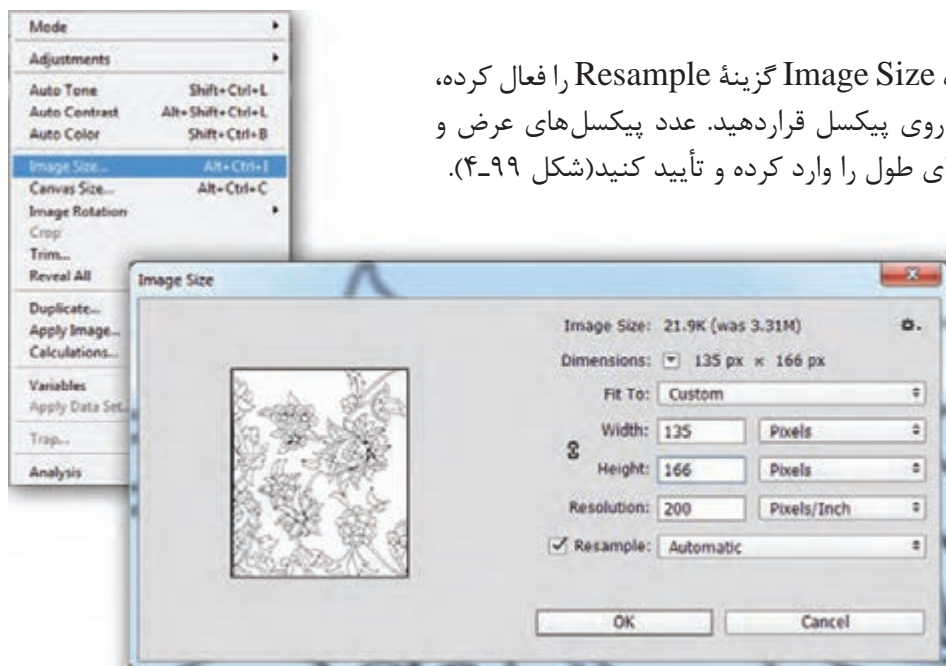 Mode
Adjustments
Auto Tone Shift+Ctrl+L
Auto Contrast Alt+Shift+Ctrl+L
Auto Color Shift+Ctrl+B
Image Size... Alt+Ctrl+I
Canvas Size... Alt+Ctrl+C
Image Rotation
Crop
Trim...
Reveal All
Duplicate...
Apply Image...
Calculations...
Variables
Apply Data Set
Trap...
Analysis
، Image Size گزینهٔ Resample را فعال کرده،
روی پیکسل قراردهید. عدد پیکسل‌های عرض و
ی طول را وارد کرده و تأیید کنید(شکل ۹۹ـ۴).
Image Size
Image Size: 21.9K (was 3.31M)
Dimensions: 135 px × 166 px
Fit To: Custom
Width: 135 Pixels
Height: 166 Pixels
Resolution: 200 Pixels/Inch
Resample: Automatic
OK Cancel